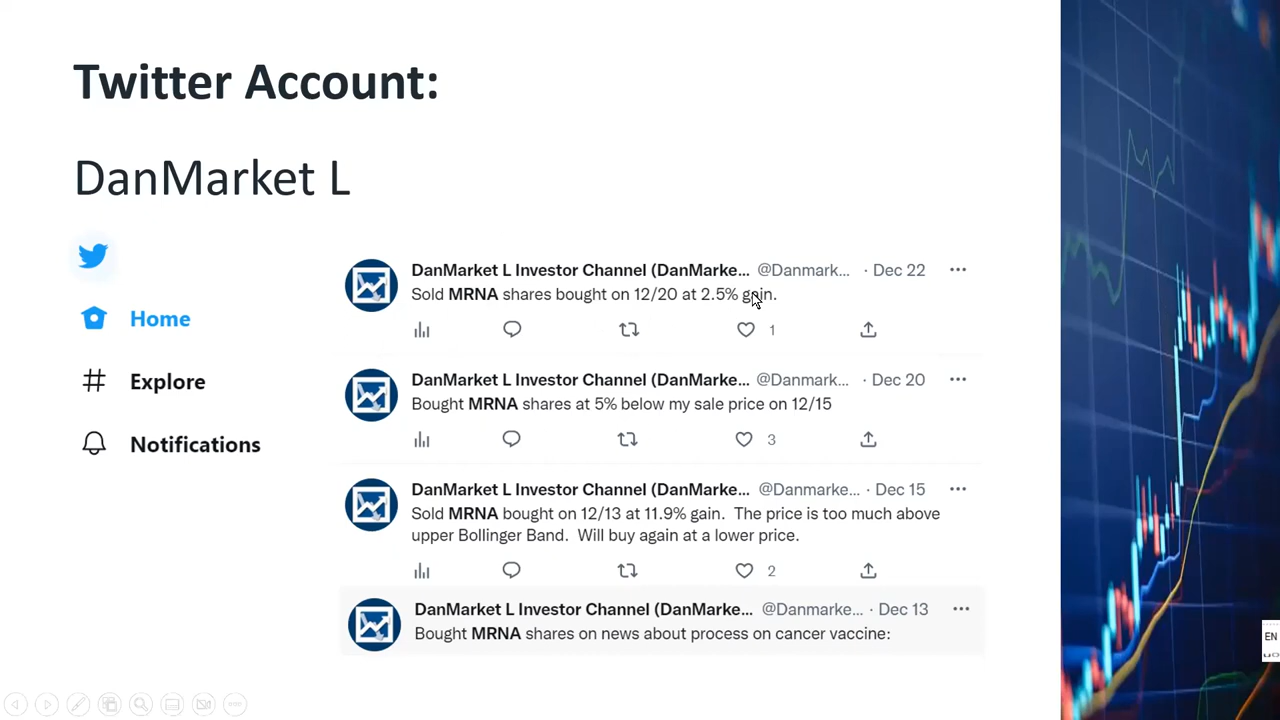 Twitter Account:
DanMarket L
Home
Explore
Notifications
DanMarket L Investor Channel (DanMarke... @Danmark... · Dec 22
Sold MRNA shares bought on 12/20 at 2.5% gain.
1
DanMarket L Investor Channel (DanMarke... @Danmark... · Dec 20
Bought MRNA shares at 5% below my sale price on 12/15
3
DanMarket L Investor Channel (DanMarke... @Danmarke... · Dec 15
Sold MRNA bought on 12/13 at 11.9% gain. The price is too much above
upper Bollinger Band. Will buy again at a lower price.
2
DanMarket L Investor Channel (DanMarke... @Danmarke... · Dec 13
Bought MRNA shares on news about process on cancer vaccine:
EN